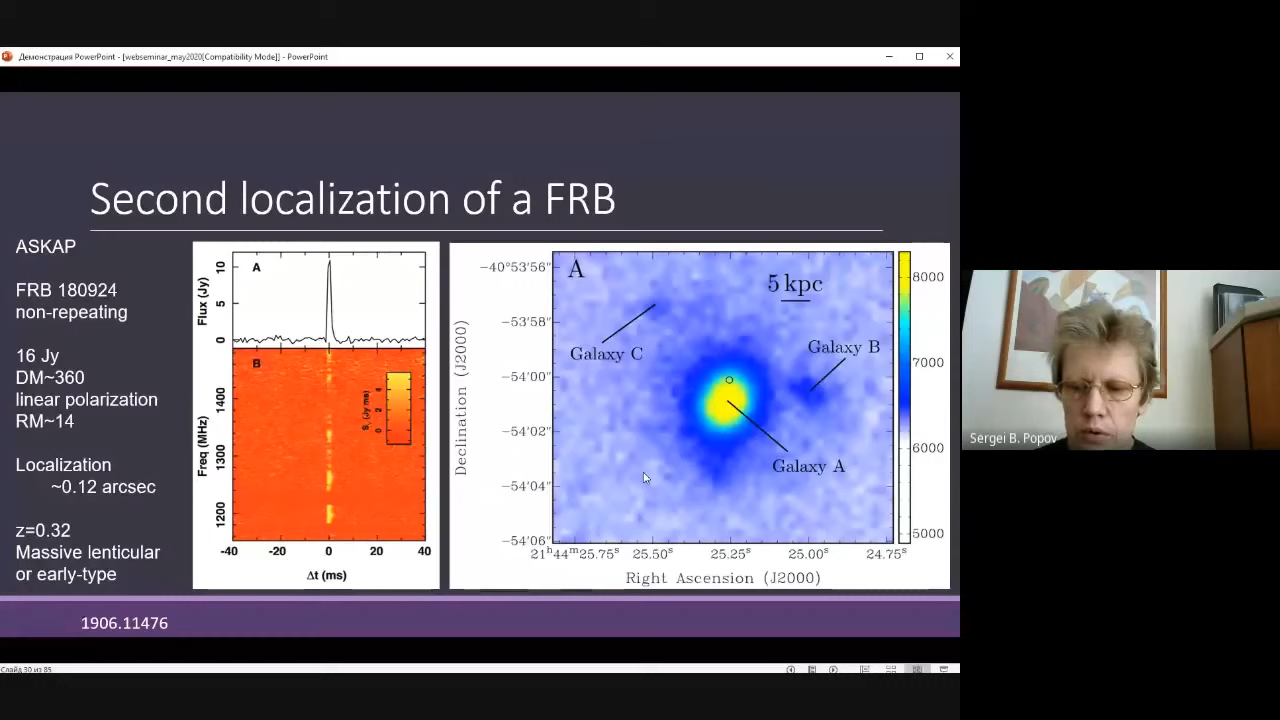 Демонстрация PowerPoint - [webseminar_may2020[Compatibility Mode]] - PowerPoint
Second localization of a FRB
ASKAP
FRB 180924
non-repeating
16 Jy
DM~360
linear polarization
RM~14
Localization
~0.12 arcsec
z=0.32
Massive lenticular
or early-type
A
Flux (Jy)
10
5
0
B
Freq (MHz)
1400
1300
1200
S, (Jy ms)
4
2
0
-40 -20 0 20 40
Δt (ms)
A
5 kpc
Galaxy C
Galaxy B
Galaxy A
Declination (J2000)
−40°53′56″
−53′58″
−54′00″
−54′02″
−54′04″
−54′06″
21ʰ44ᵐ25.75ˢ 25.50ˢ 25.25ˢ 25.00ˢ 24.75ˢ
Right Ascension (J2000)
8000
7000
6000
5000
1906.11476
Слайд 30 из 85
Sergei B. Popov